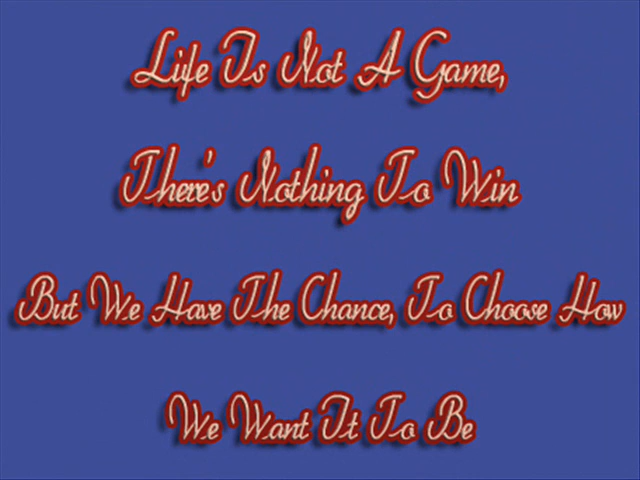 Life Is Not A Game,
There's Nothing To Win
But We Have The Chance, To Choose How
We Want It To Be